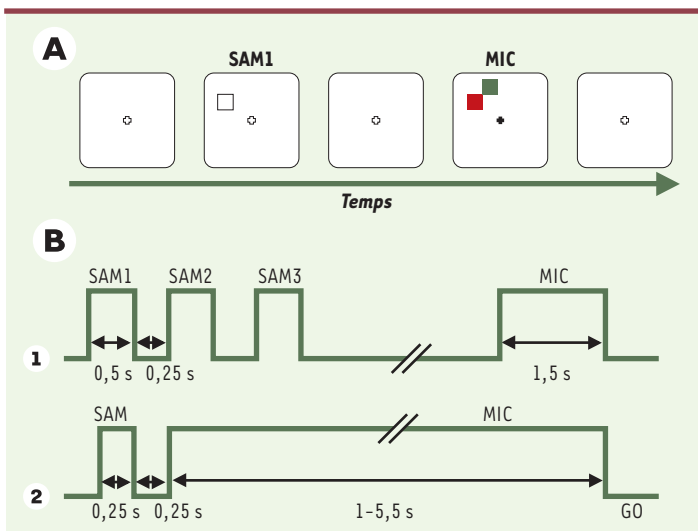 A
SAM1 MIC
Temps
B
SAM1 SAM2 SAM3 MIC
1
0,5 s 0,25 s 1,5 s
SAM MIC
2
0,25 s 0,25 s 1-5,5 s GO